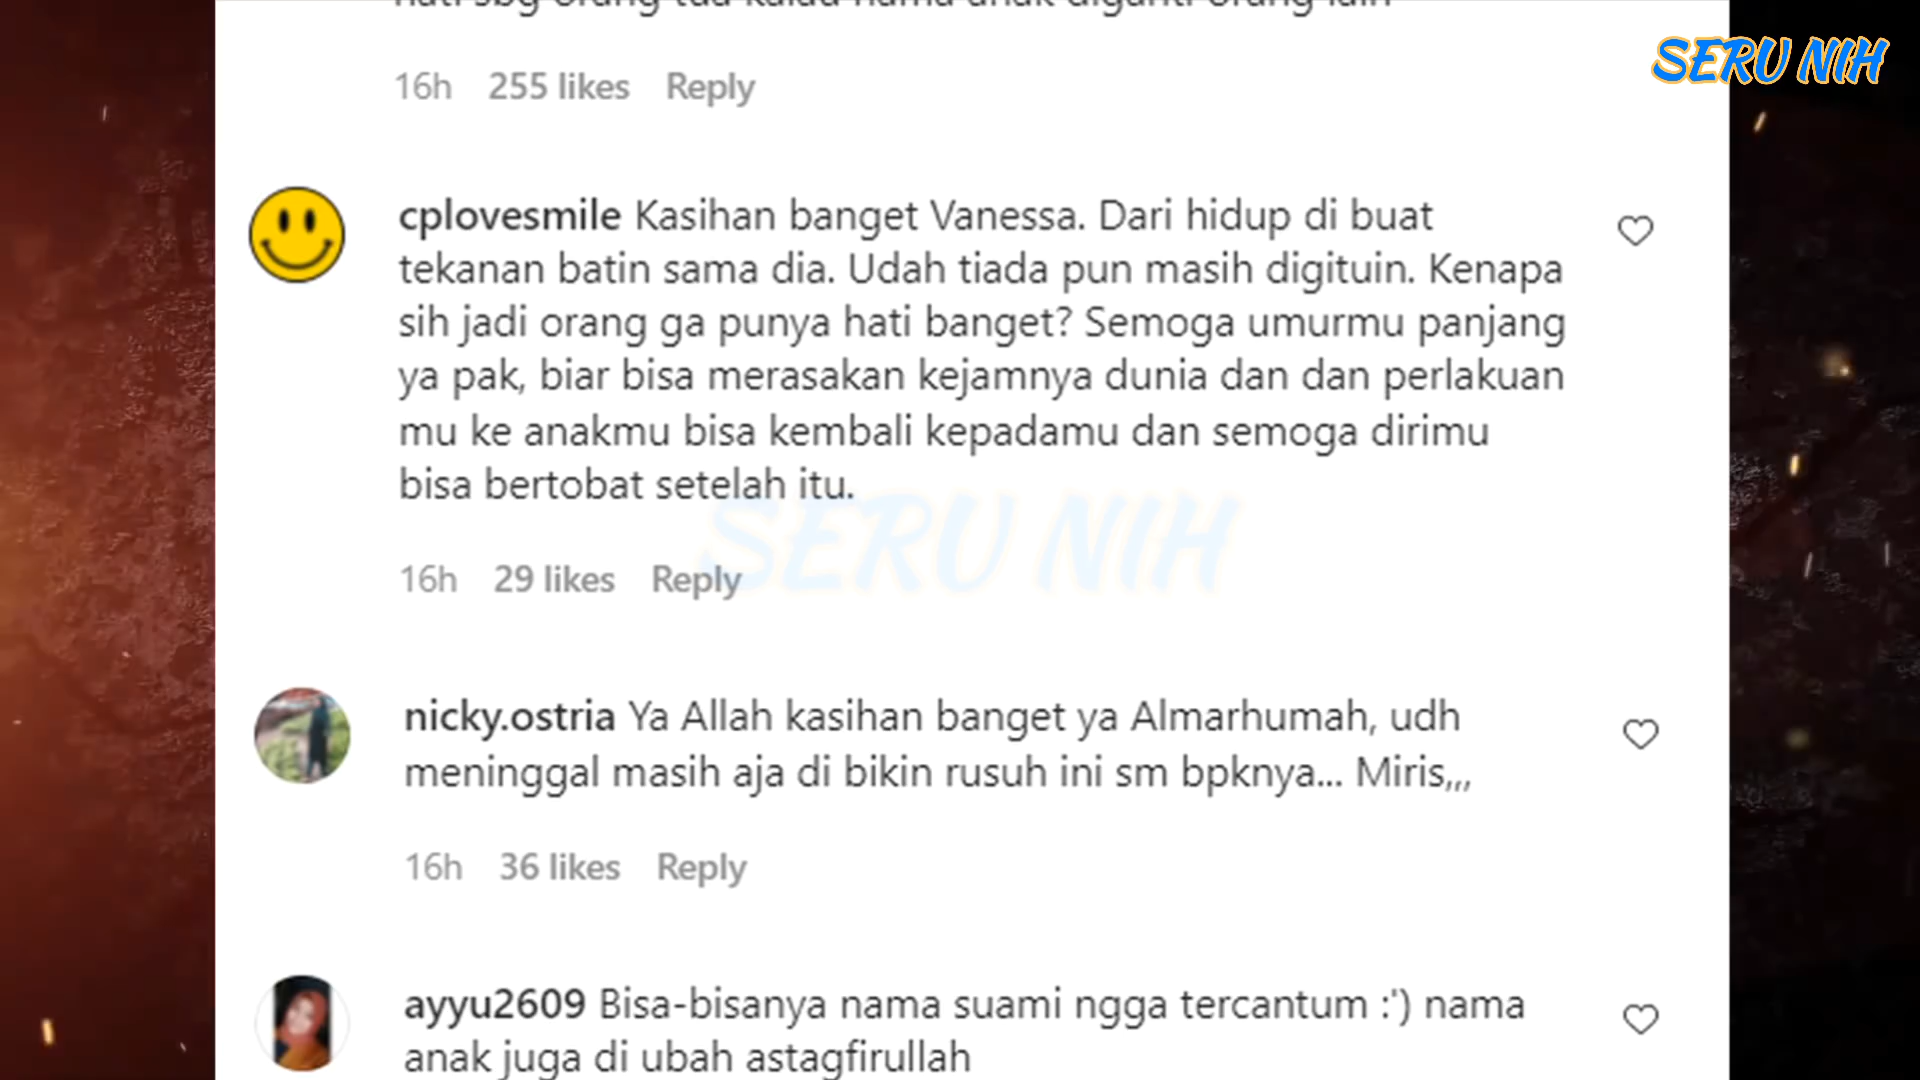 hati sbg orang tua kalau nama anak diganti orang lain
SERU NIH
16h 255 likes Reply
cplovesmile Kasihan banget Vanessa. Dari hidup di buat
tekanan batin sama dia. Udah tiada pun masih digituin. Kenapa
sih jadi orang ga punya hati banget? Semoga umurmu panjang
ya pak, biar bisa merasakan kejamnya dunia dan dan perlakuan
mu ke anakmu bisa kembali kepadamu dan semoga dirimu
bisa bertobat setelah itu.
SERU NIH
16h 29 likes Reply
nicky.ostria Ya Allah kasihan banget ya Almarhumah, udh
meninggal masih aja di bikin rusuh ini sm bpknya... Miris,,,
16h 36 likes Reply
ayyu2609 Bisa-bisanya nama suami ngga tercantum :') nama
anak juga di ubah astagfirullah